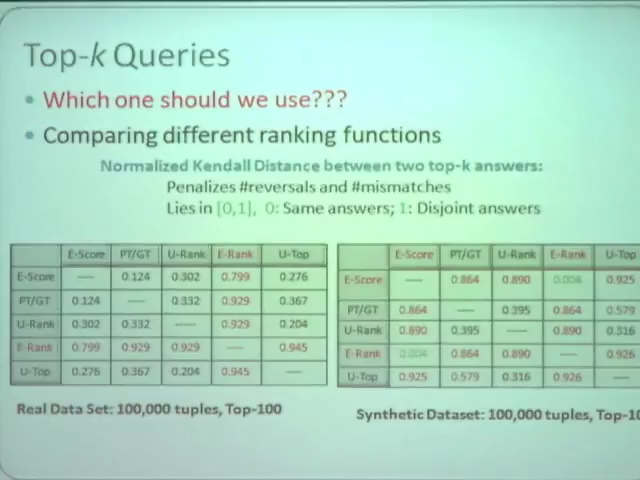 Top-k Queries
• Which one should we use???
• Comparing different ranking functions
Normalized Kendall Distance between two top-k answers:
Penalizes #reversals and #mismatches
Lies in [0,1], 0: Same answers; 1: Disjoint answers
E-Score PT/GT U-Rank E-Rank U-Top
E-Score ---- 0.124 0.302 0.799 0.276
PT/GT 0.124 ---- 0.332 0.929 0.367
U-Rank 0.302 0.332 ---- 0.929 0.204
E-Rank 0.799 0.929 0.929 ---- 0.945
U-Top 0.276 0.367 0.204 0.945 ----
Real Data Set: 100,000 tuples, Top-100
E-Score PT/GT U-Rank E-Rank U-Top
E-Score ---- 0.864 0.890 0.004 0.925
PT/GT 0.864 ---- 0.395 0.864 0.579
U-Rank 0.890 0.395 ---- 0.890 0.316
E-Rank 0.004 0.864 0.890 ---- 0.926
U-Top 0.925 0.579 0.316 0.926 ----
Synthetic Dataset: 100,000 tuples, Top-10